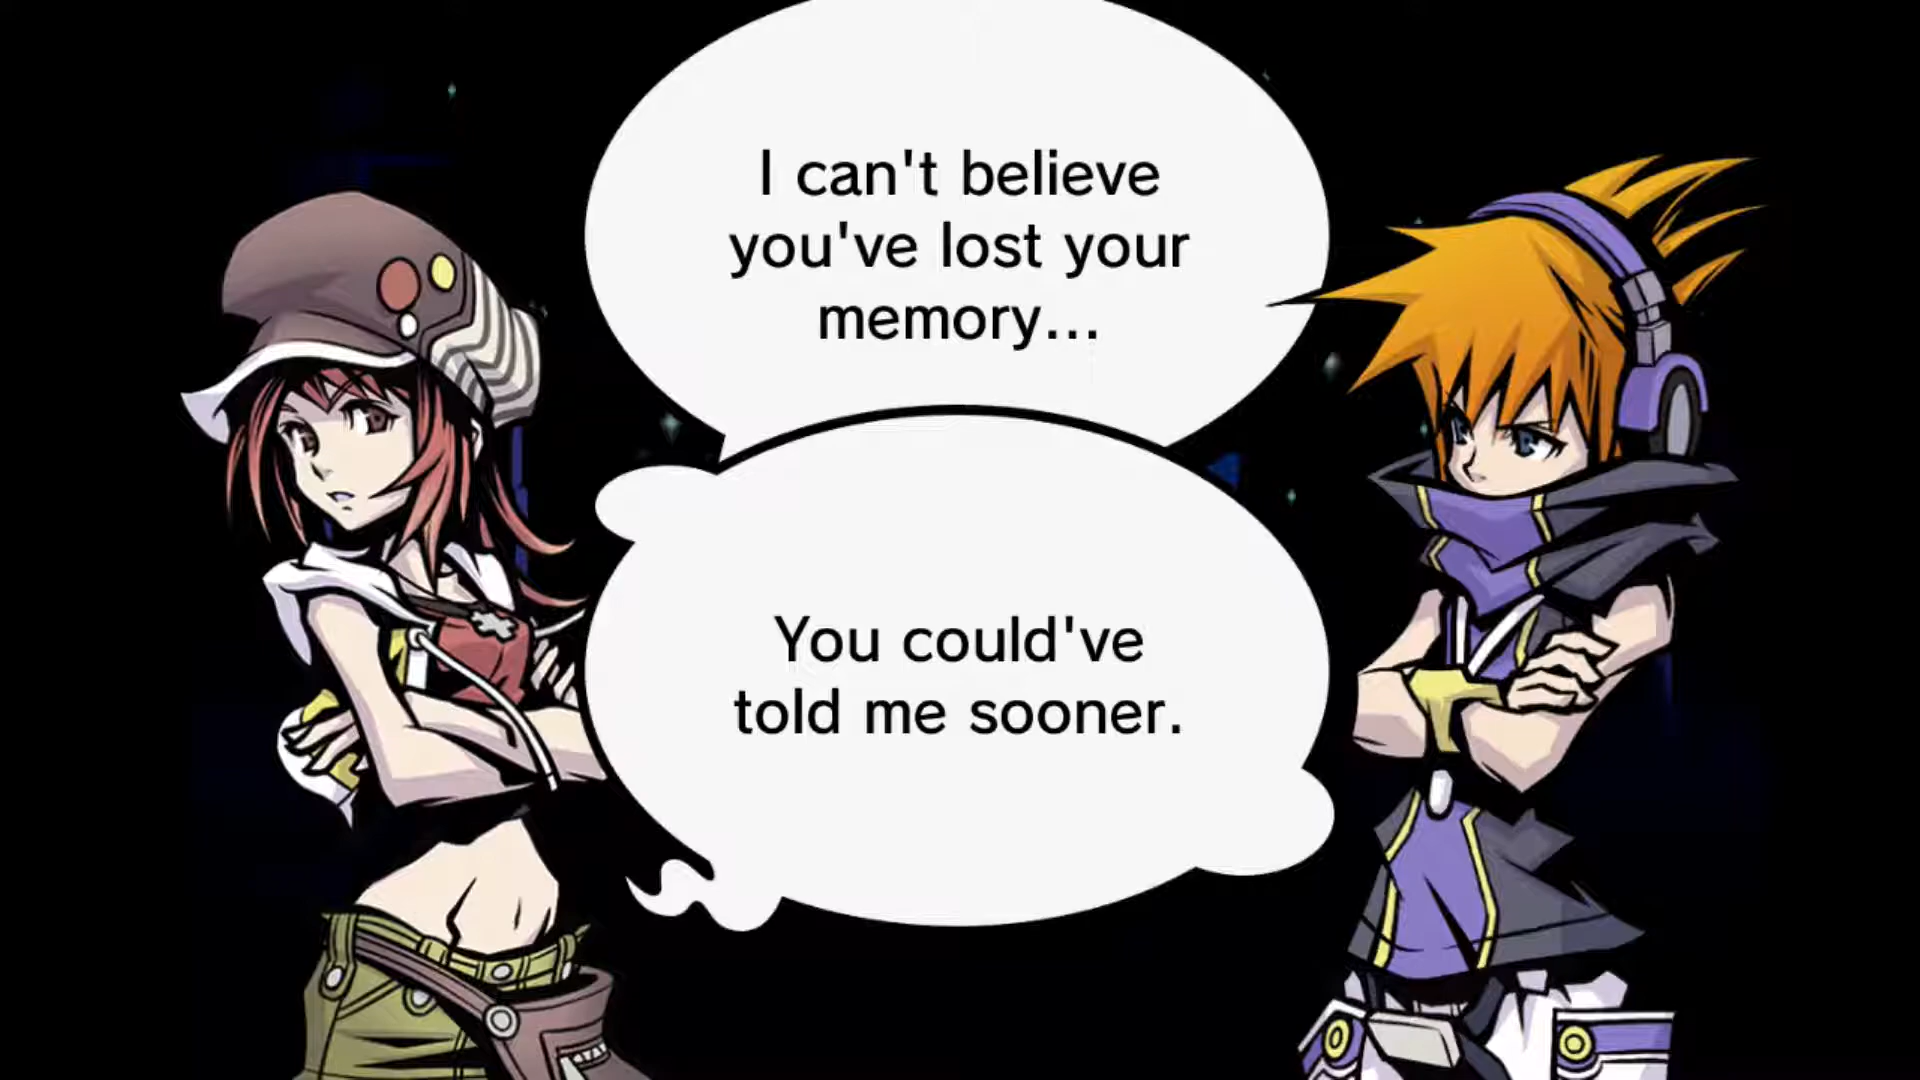 I can't believe
you've lost your
memory...
You could've
told me sooner.